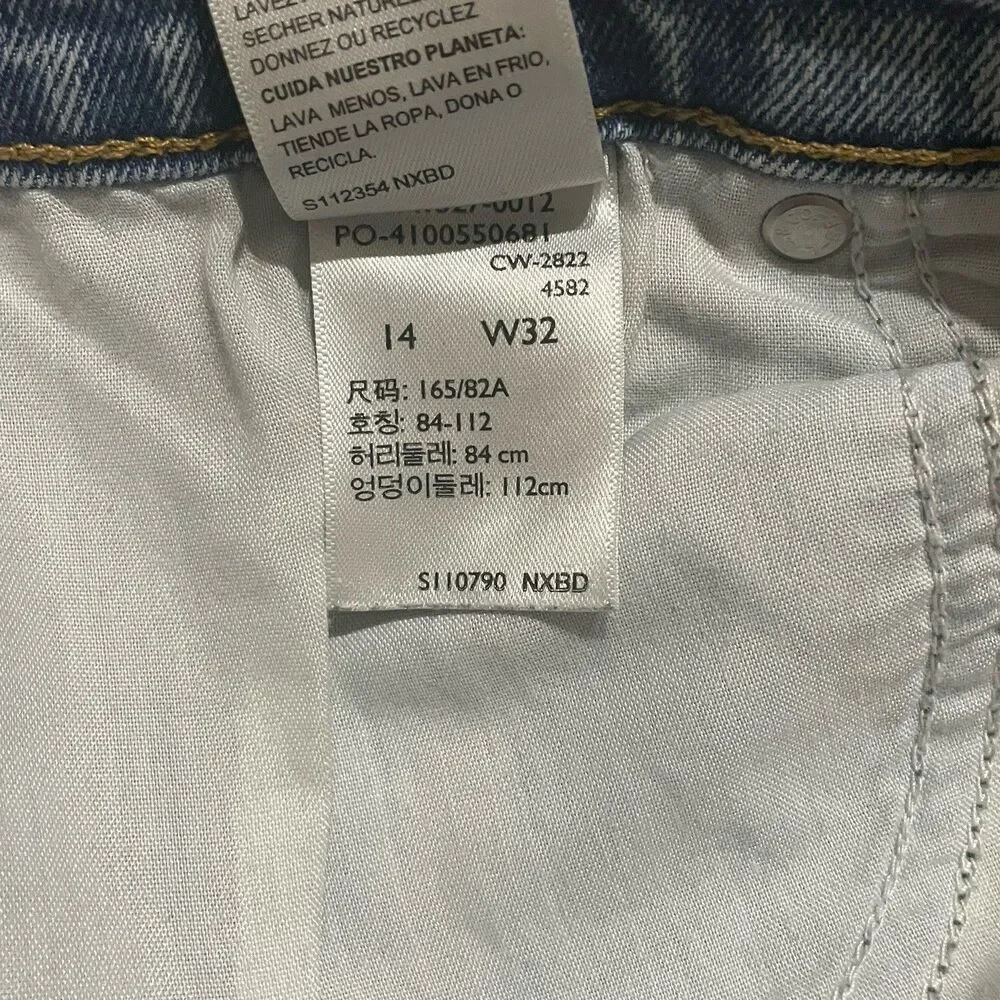 SECHER NATUREL
DONNEZ OU RECYCLEZ
CUIDA NUESTRO PLANETA:
LAVA MENOS, LAVA EN FRIO,
TIENDE LA ROPA, DONA O
RECICLA.
S112354 NXBD
PO-4100550681
CW-2822
4582
14 W32
尺码: 165/82A
호칭: 84-112
허리둘레: 84 cm
엉덩이둘레: 112cm
S110790 NXBD